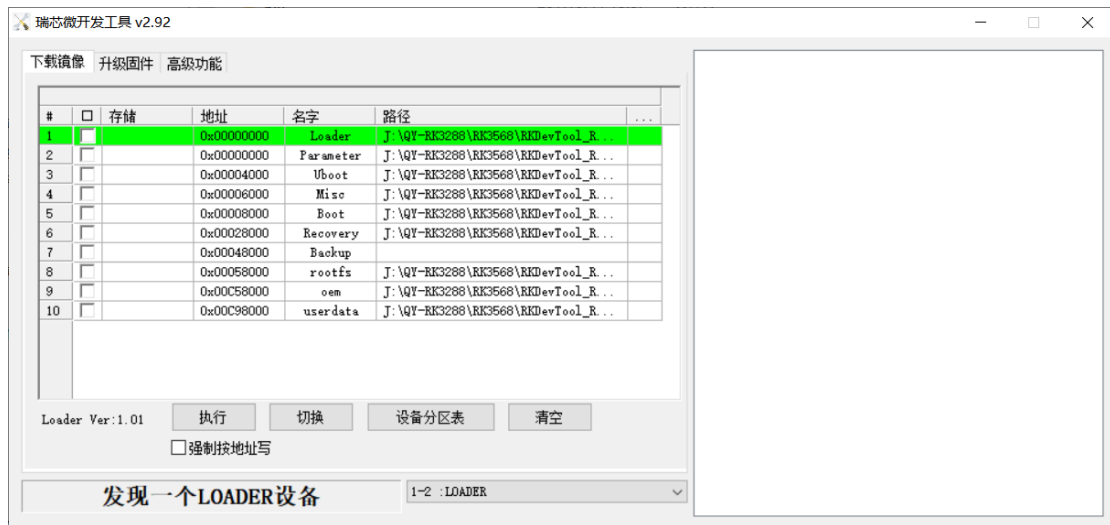 瑞芯微开发工具 v2.92
下载镜像 升级固件 高级功能
# 存储 地址 名字 路径 ...
1 0x00000000 Loader J:\QY-RK3288\RK3568\RKDevTool_R...
2 0x00000000 Parameter J:\QY-RK3288\RK3568\RKDevTool_R...
3 0x00004000 Uboot J:\QY-RK3288\RK3568\RKDevTool_R...
4 0x00006000 Misc J:\QY-RK3288\RK3568\RKDevTool_R...
5 0x00008000 Boot J:\QY-RK3288\RK3568\RKDevTool_R...
6 0x00028000 Recovery J:\QY-RK3288\RK3568\RKDevTool_R...
7 0x00048000 Backup
8 0x00058000 rootfs J:\QY-RK3288\RK3568\RKDevTool_R...
9 0x00C58000 oem J:\QY-RK3288\RK3568\RKDevTool_R...
10 0x00C98000 userdata J:\QY-RK3288\RK3568\RKDevTool_R...
Loader Ver:1.01 执行 切换 设备分区表 清空
强制按地址写
发现一个LOADER设备 1-2 :LOADER